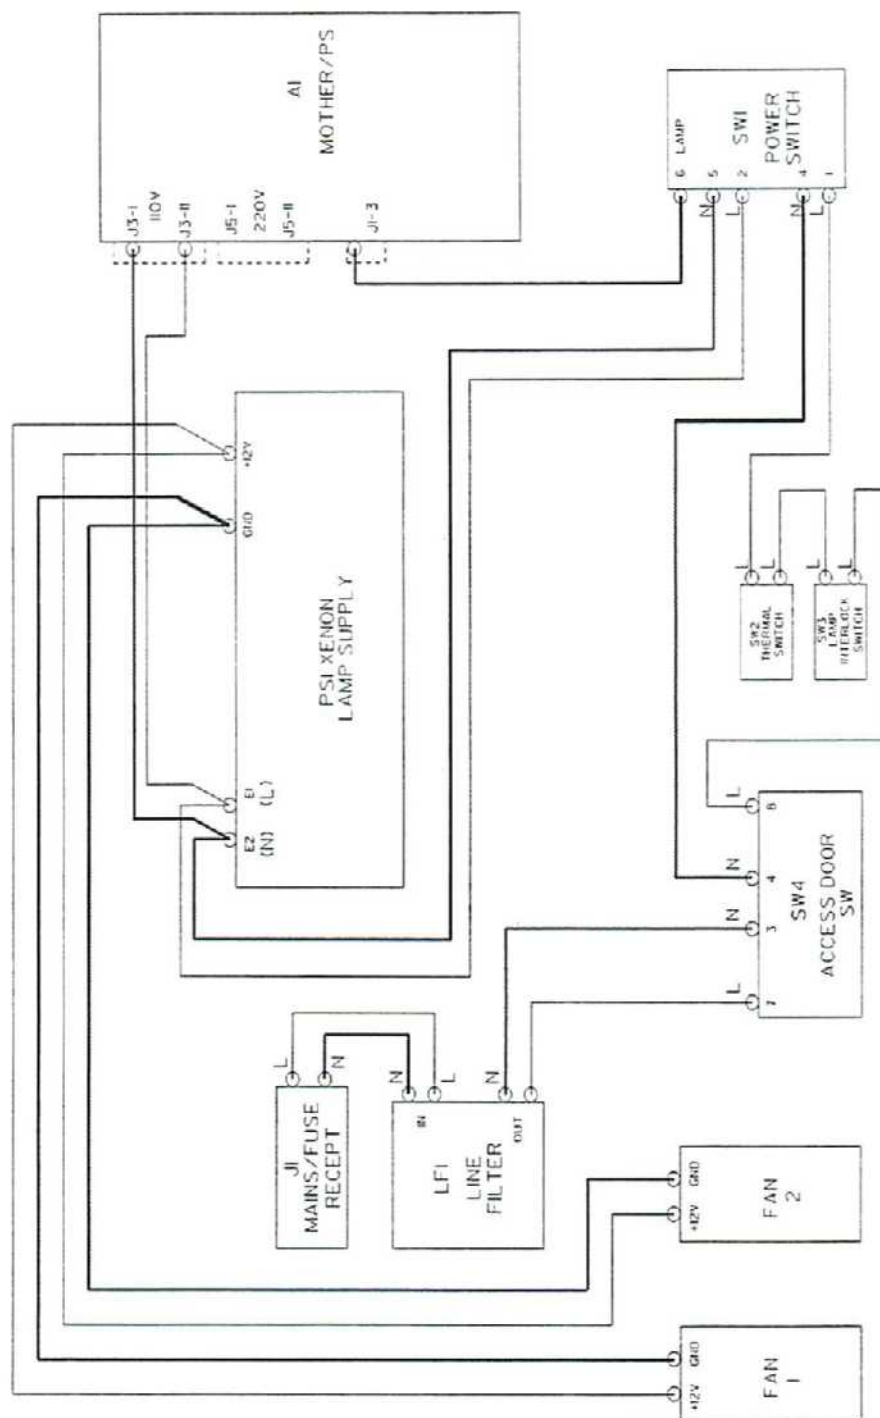 A1
MOTHER/PS
J3-1
110V
J3-11
J5-1
220V
J5-11
J1-3
LAMP
6
5
2
4
1
SW1
POWER
SWITCH
N
L
N
L
+12V
GND
E1
(L)
E2
(N)
PS1 XENON
LAMP SUPPLY
L
L
SW2
THERMAL
SWITCH
L
L
SW3
LAMP
INTERLOCK
SWITCH
L
N
N
L
8
4
3
7
SW4
ACCESS DOOR
SW
L
N
J1
MAINS/FUSE
RECEPT
N
L
N
IN
OUT
LF1
LINE
FILTER
GND
+12V
FAN
2
GND
+12V
FAN
1